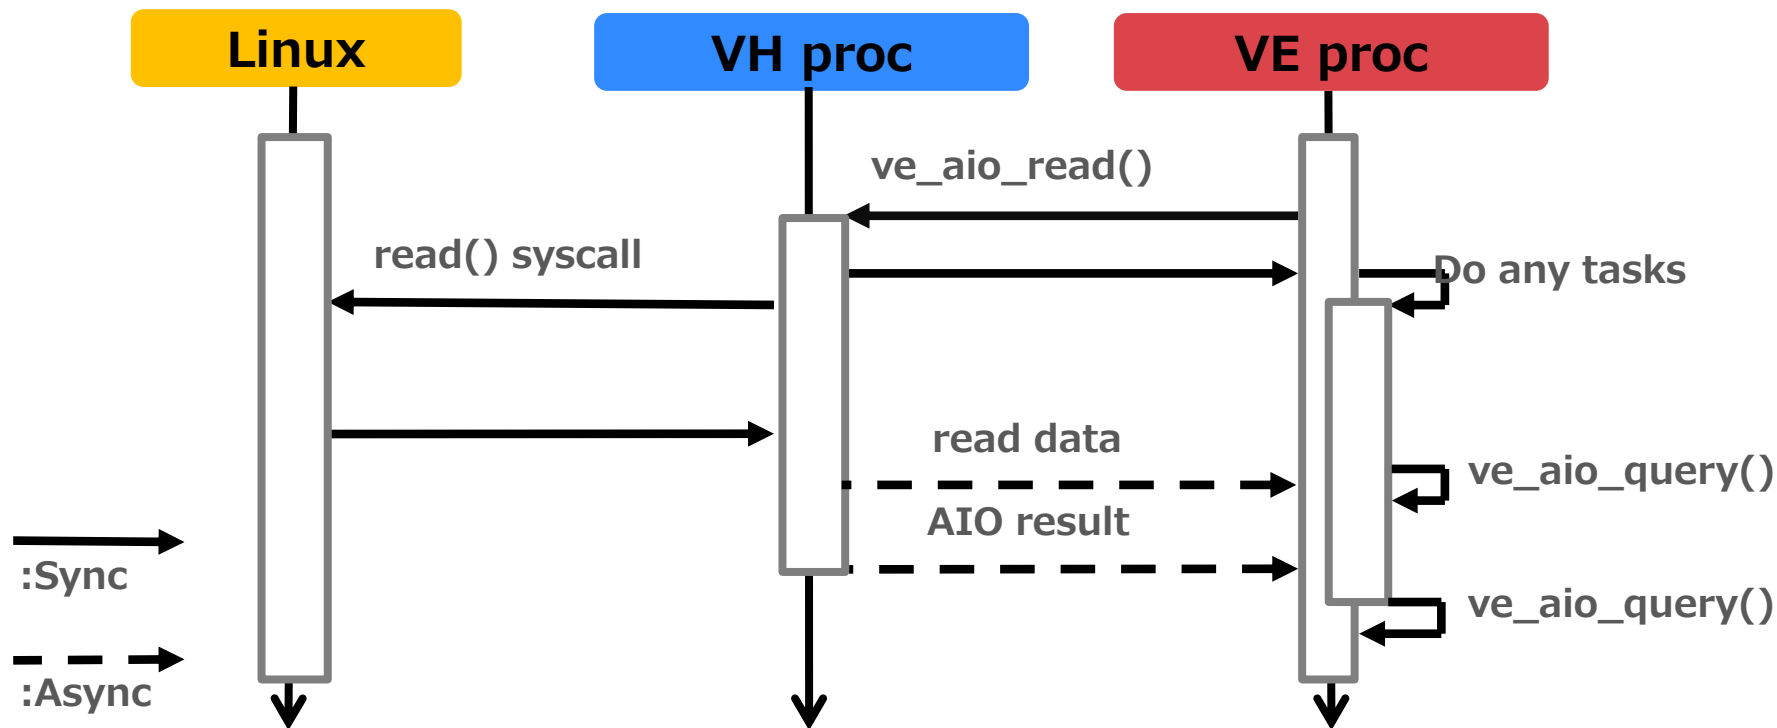 Linux
VH proc
VE proc
ve_aio_read()
read() syscall
Do any tasks
read data
ve_aio_query()
AIO result
:Sync
ve_aio_query()
:Async